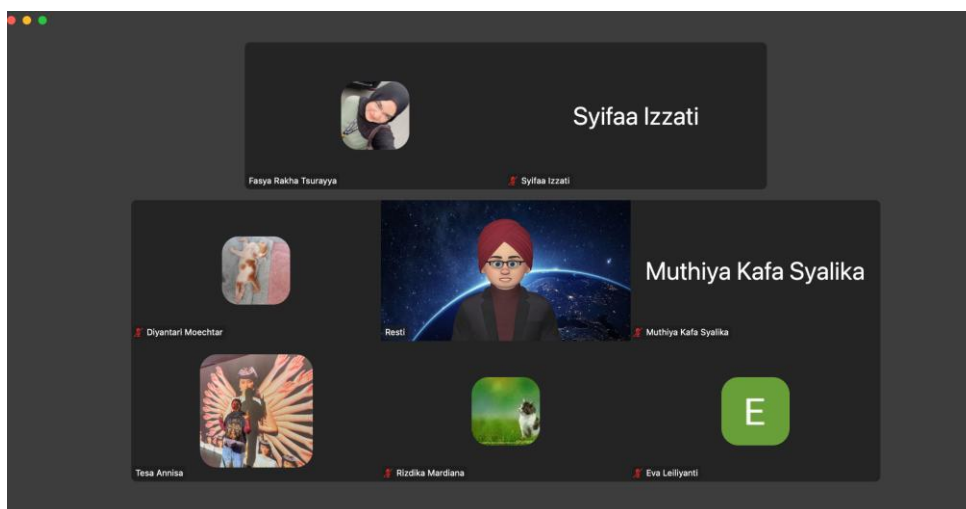 Syifaa Izzati
Fasya Rakha Tsurayya
Syifaa Izzati
Muthiya Kafa Syalika
Diyantari Moechtar
Resti
Muthiya Kafa Syalika
E
Tesa Annisa
Rizdika Mardiana
Eva Leiliyanti